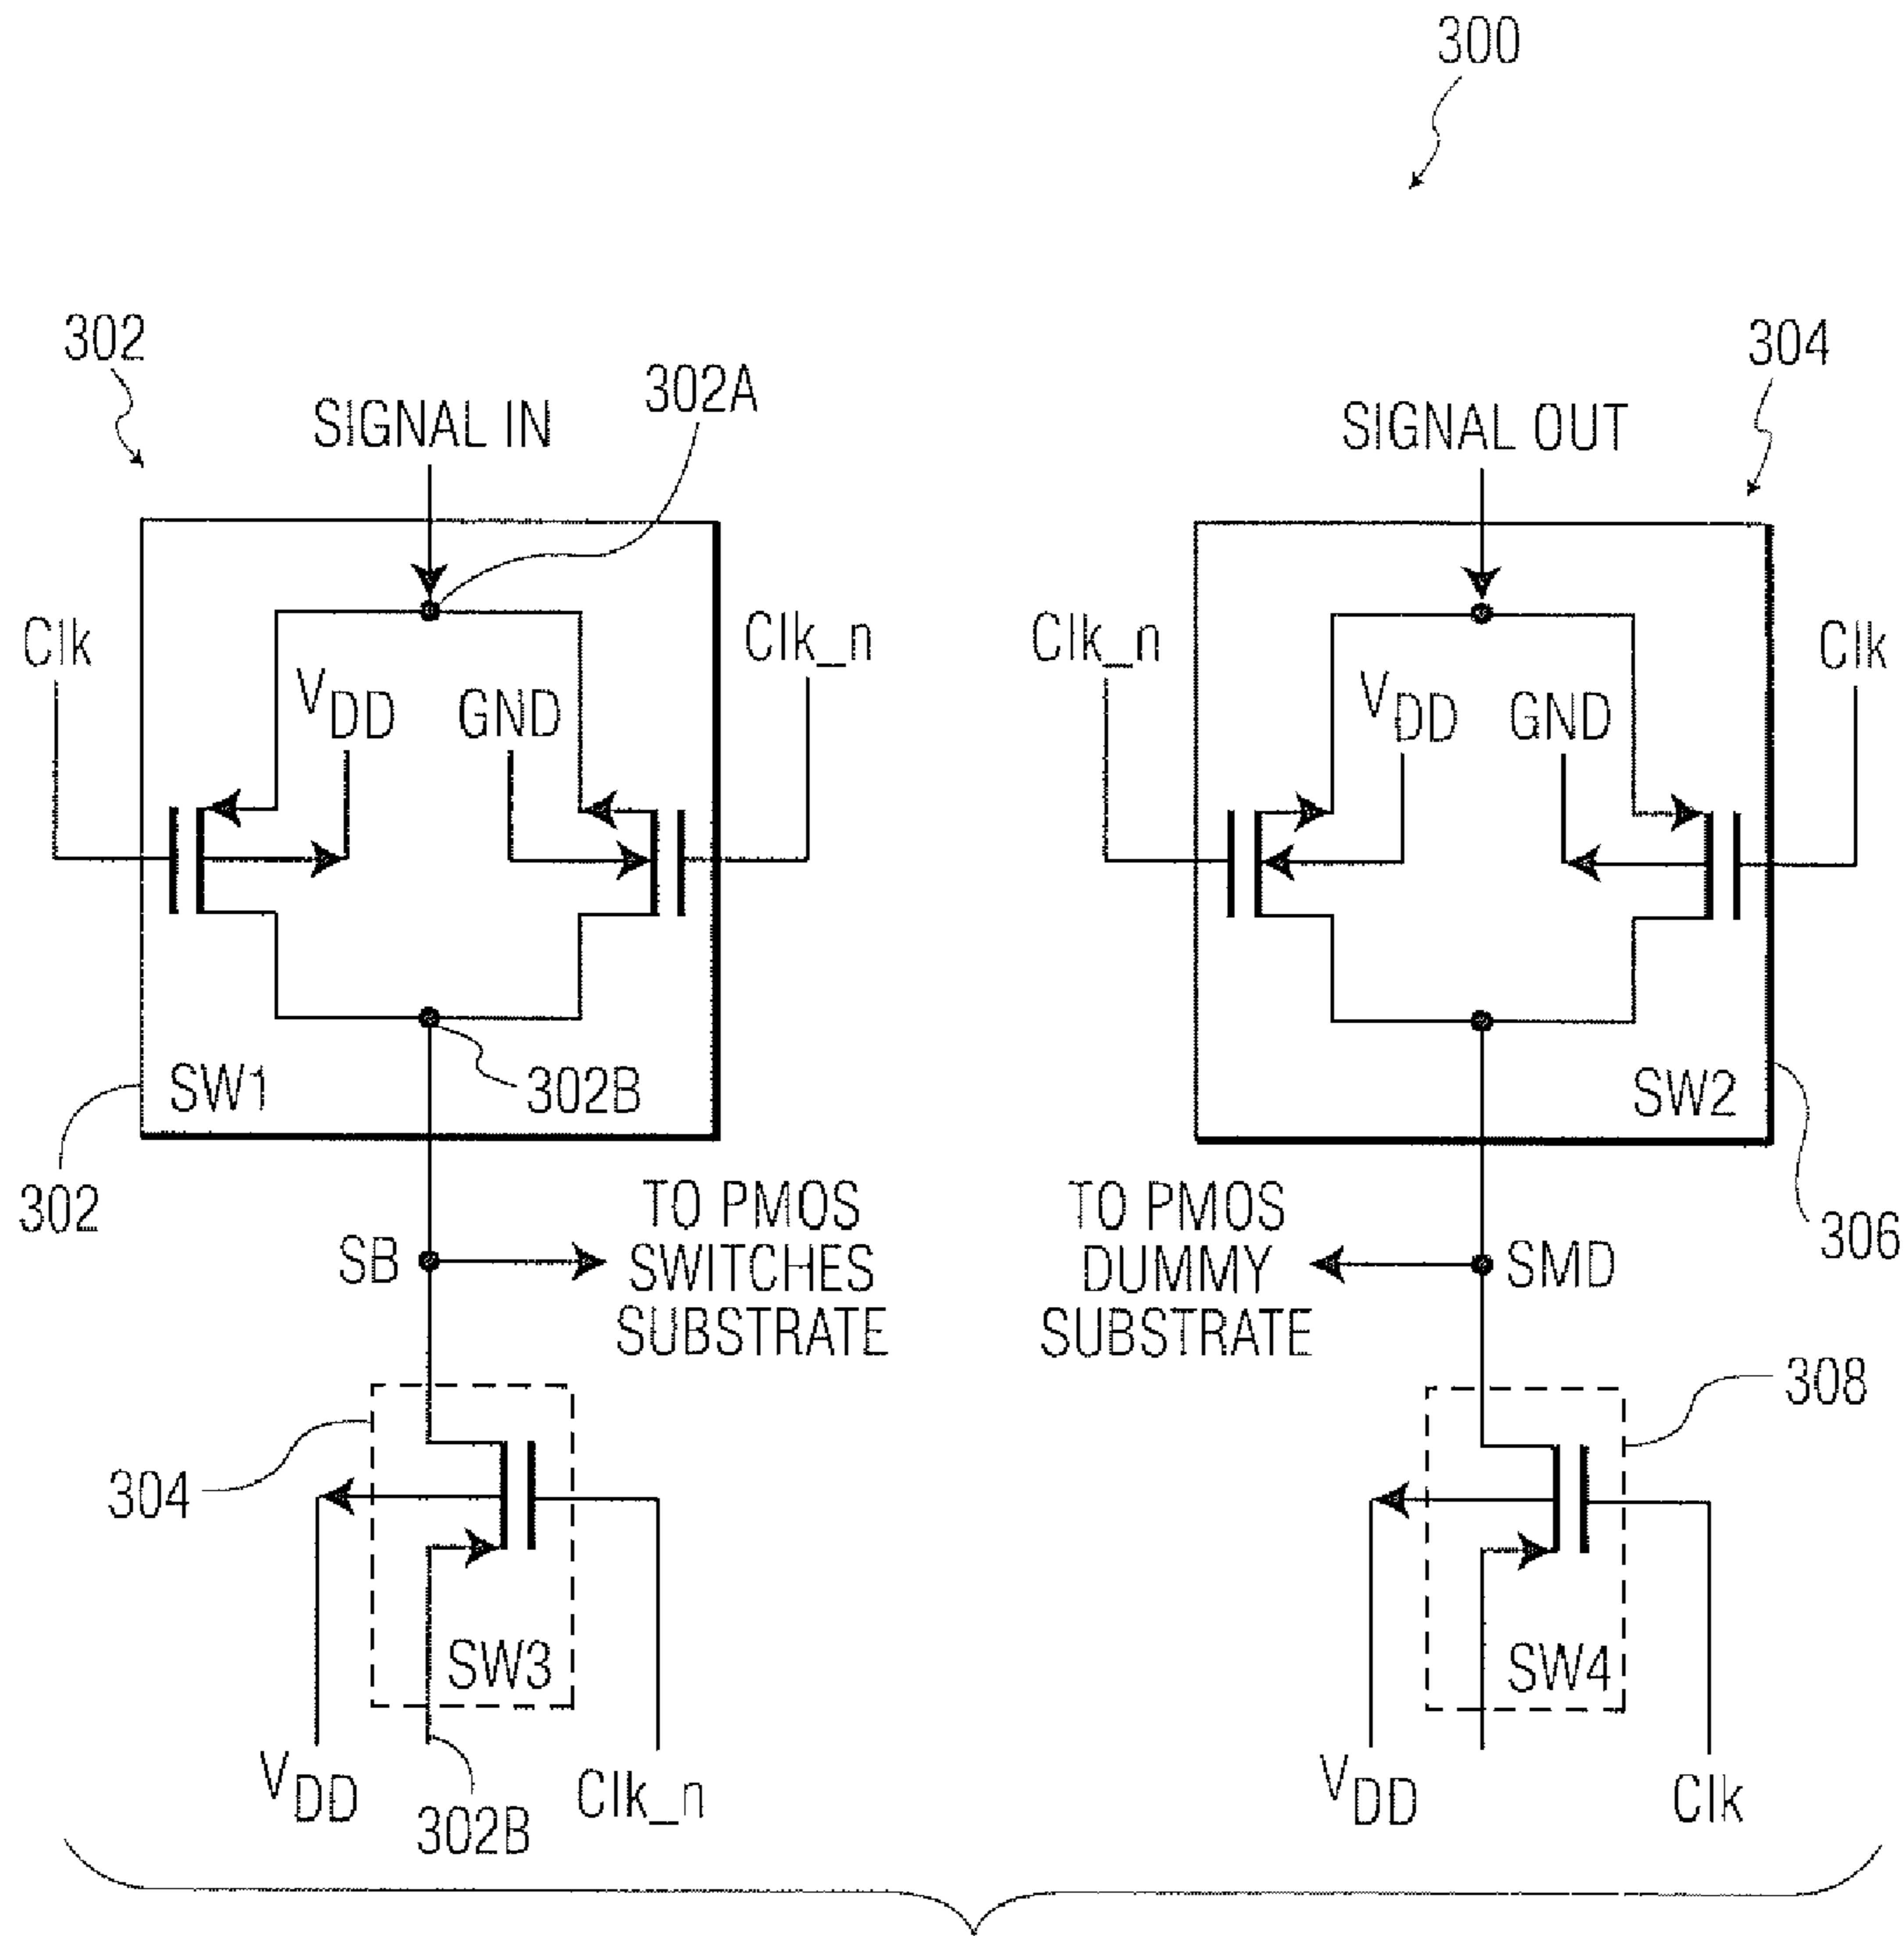 300
302
302A
304
SIGNAL IN
SIGNAL OUT
Clk
VDD
GND
Clk_n
Clk_n
VDD
GND
Clk
SW1
302B
SW2
302
306
SB
TO PMOS
SWITCHES
SUBSTRATE
TO PMOS
DUMMY
SUBSTRATE
SMD
304
308
SW3
SW4
VDD
302B
Clk_n
VDD
Clk